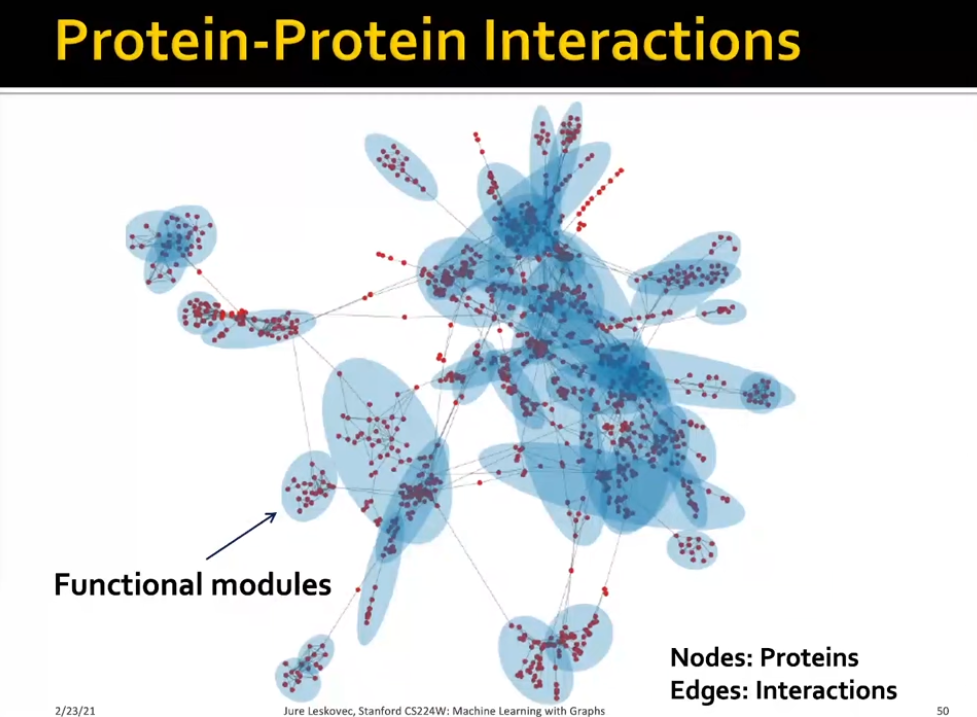 Protein-Protein Interactions
Functional modules
Nodes: Proteins
Edges: Interactions
2/23/21
Jure Leskovec, Stanford CS224W: Machine Learning with Graphs
50